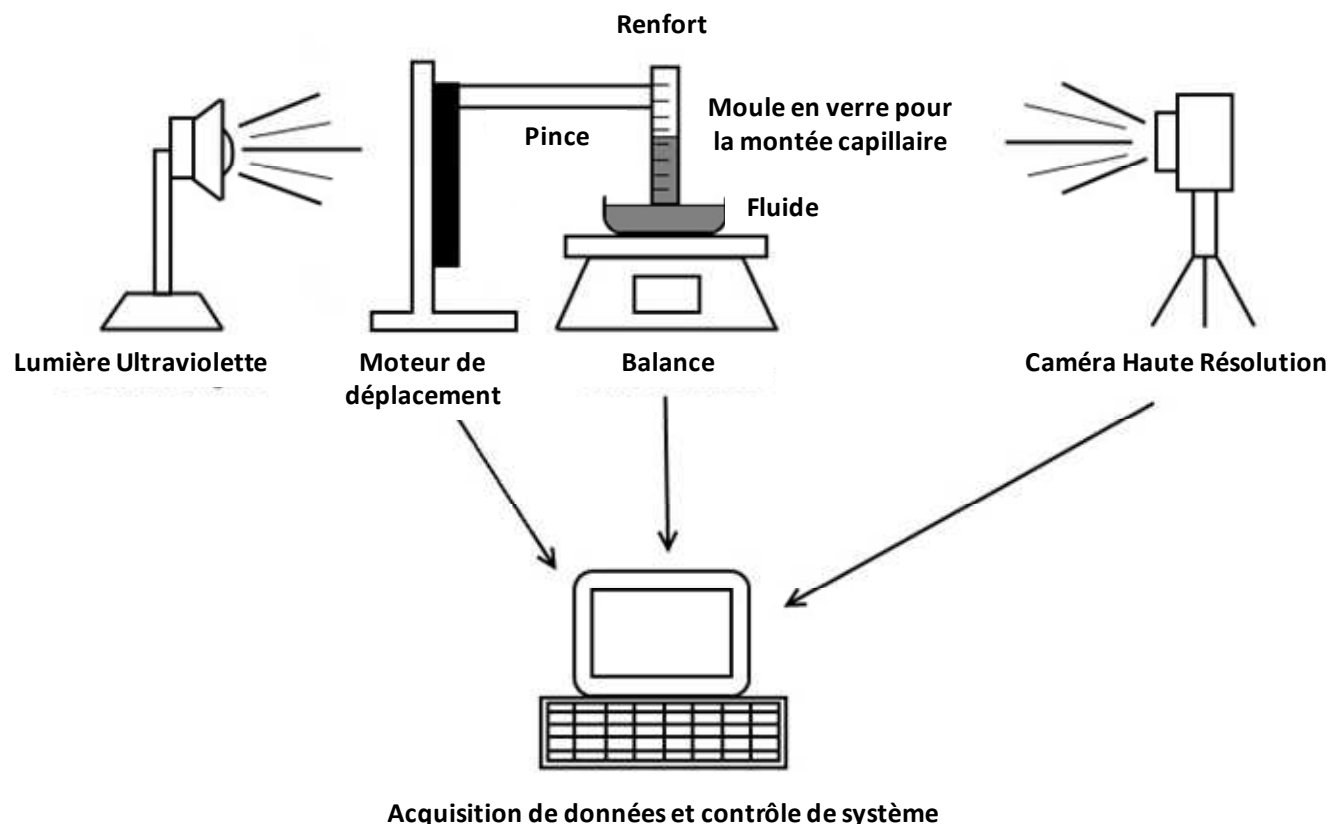 Renfort
Moule en verre pour
la montée capillaire
Pince
Fluide
Lumière Ultraviolette
Moteur de
déplacement
Balance
Caméra Haute Résolution
Acquisition de données et contrôle de système